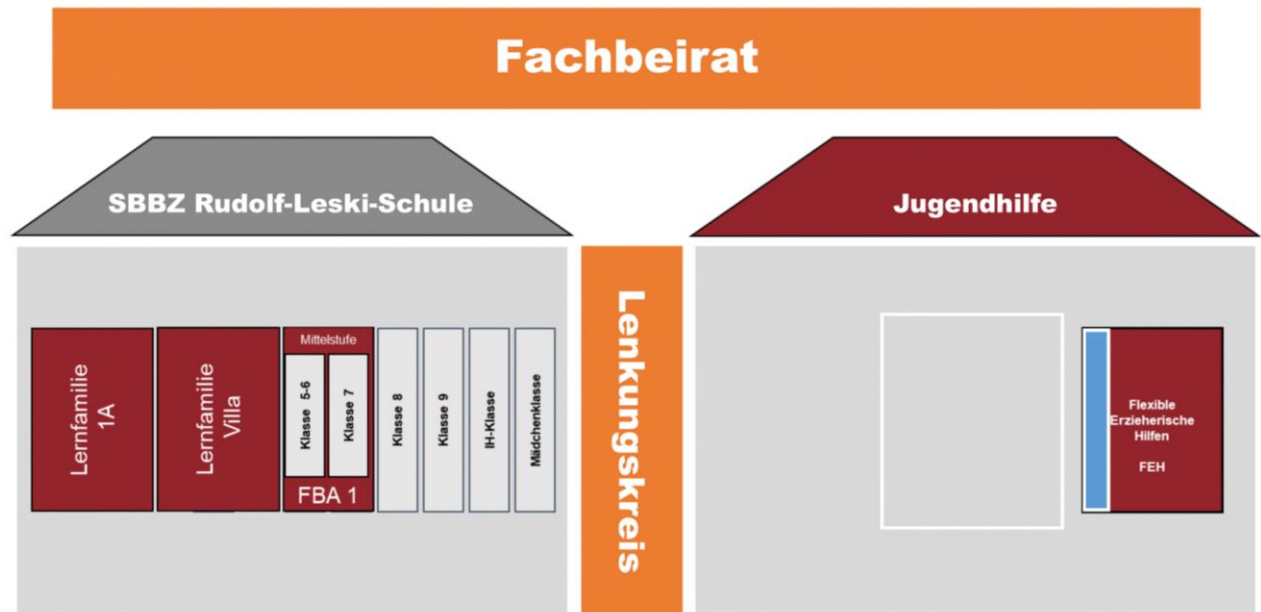 Fachbeirat
SBBZ Rudolf-Leski-Schule
Jugendhilfe
Lernfamilie
1A
Lernfamilie
Villa
Mittelstufe
Klasse 5-6
Klasse 7
FBA 1
Klasse 8
Klasse 9
IH-Klasse
Mädchenklasse
Lenkungskreis
Flexible
Erzieherische
Hilfen
FEH